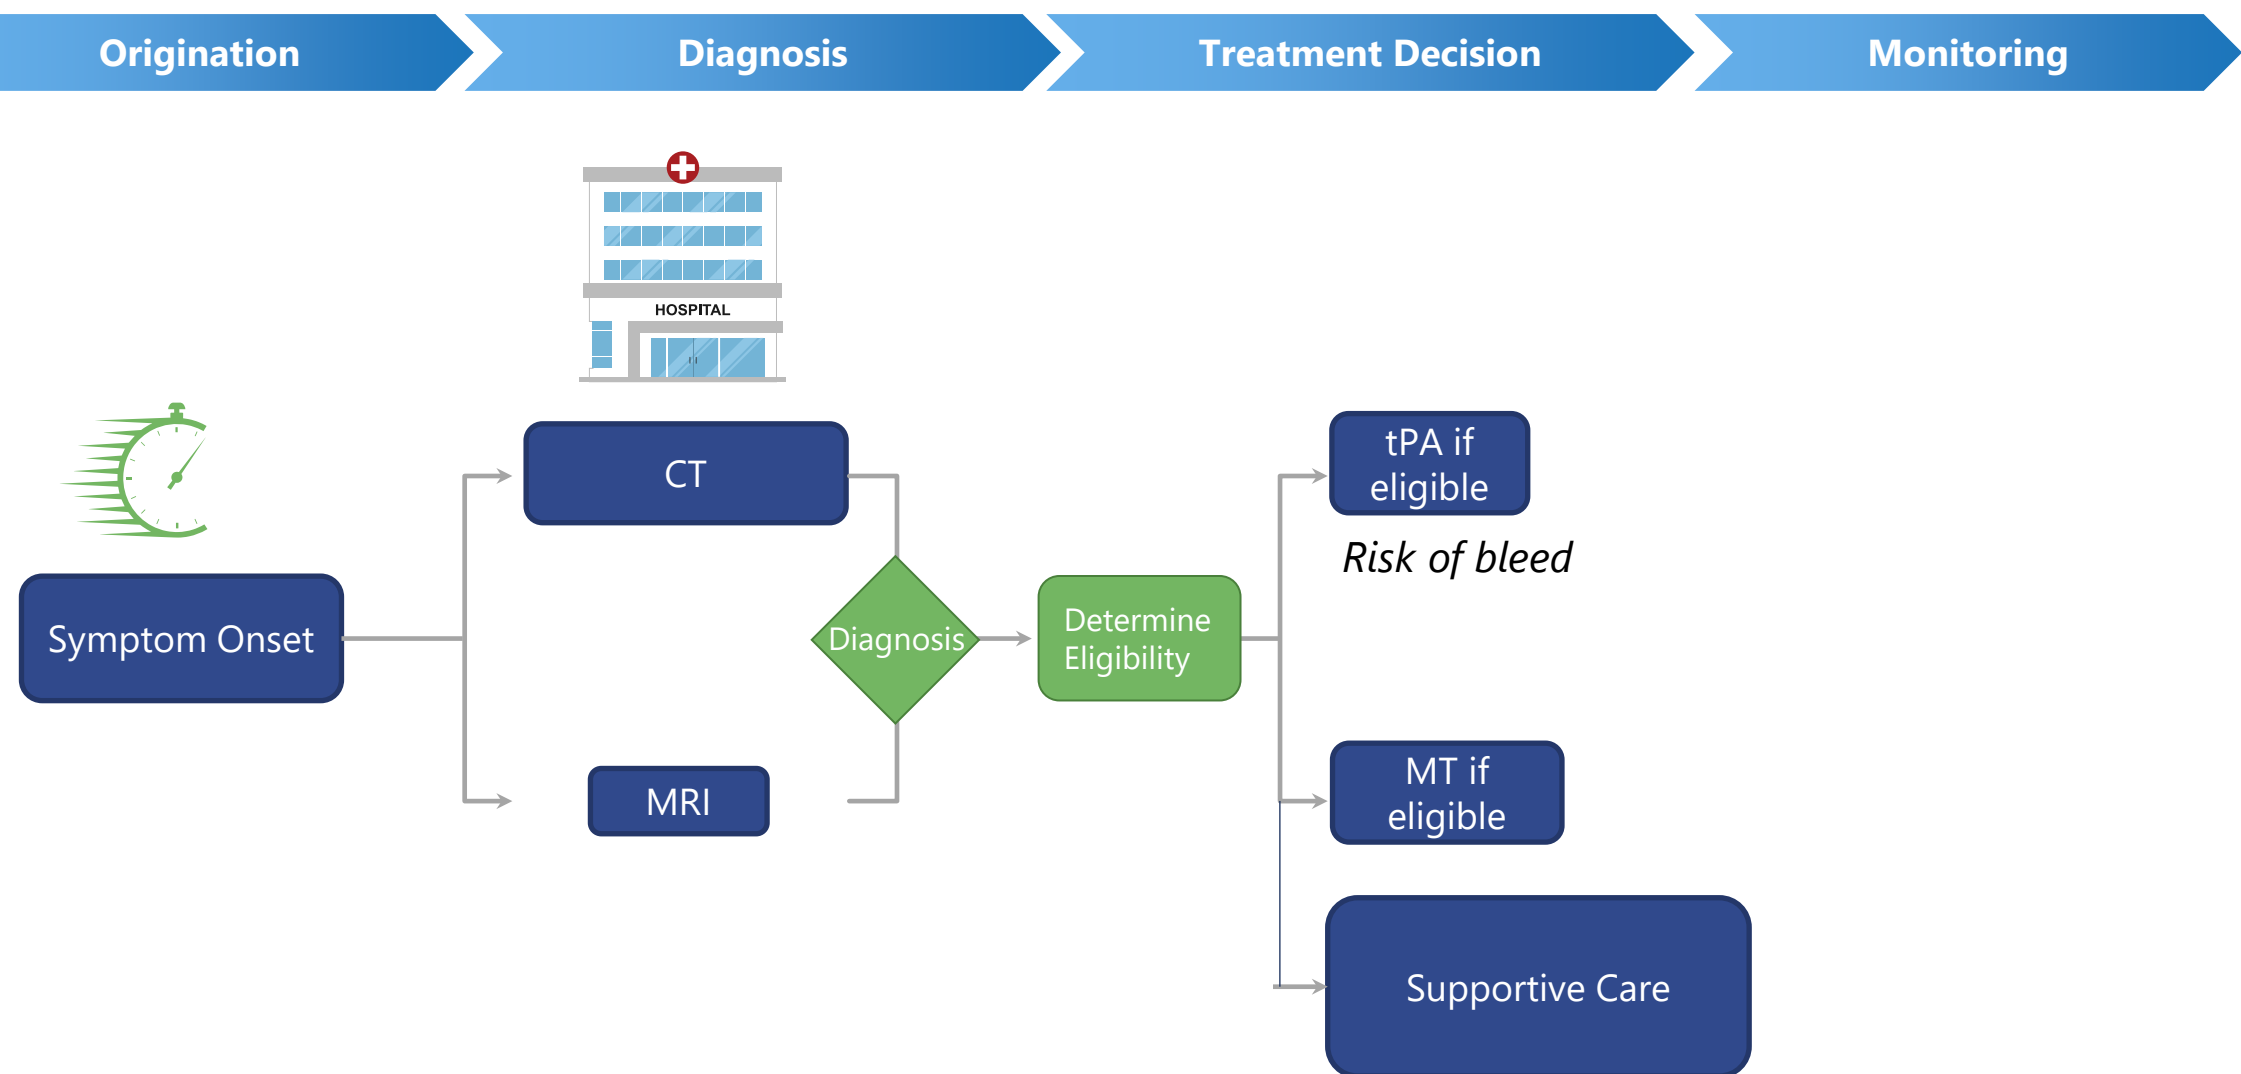 Origination
Diagnosis
Treatment Decision
Monitoring
HOSPITAL
Symptom Onset
CT
MRI
Diagnosis
Determine
Eligibility
tPA if
eligible
Risk of bleed
MT if
eligible
Supportive Care